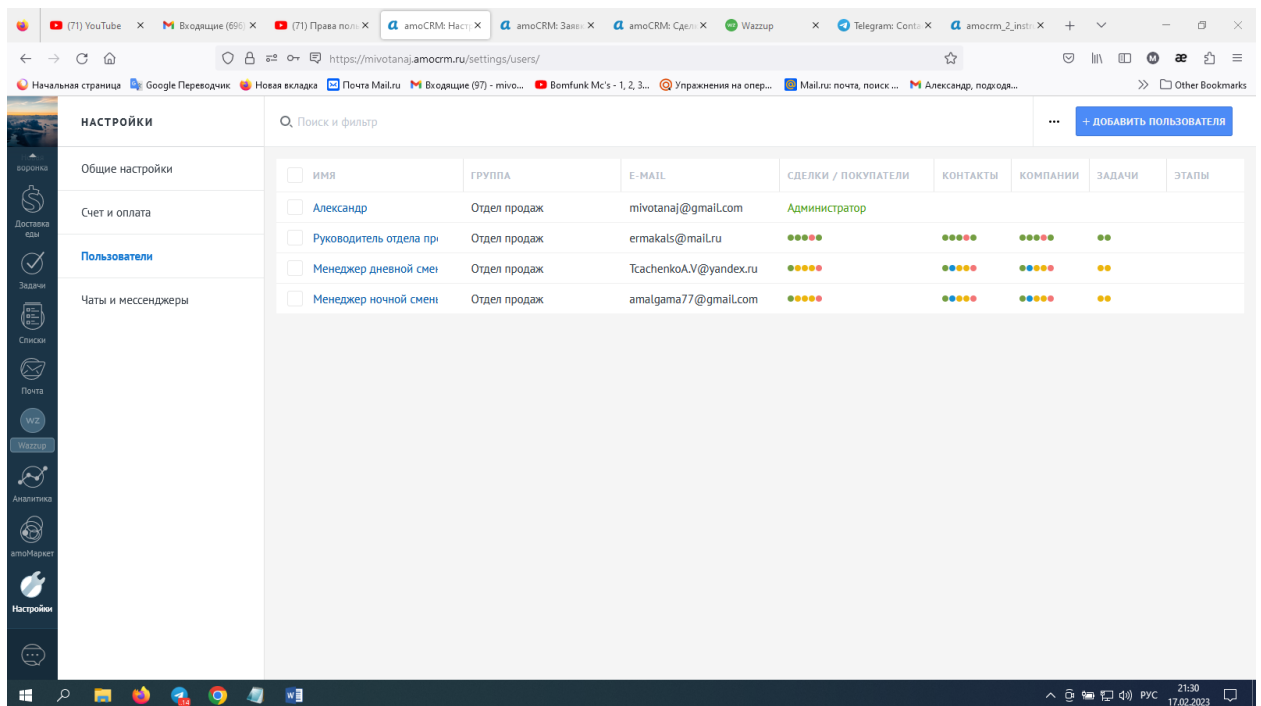 (71) YouTube
Входящие (696)
(71) Права поль
amoCRM: Настр
amoCRM: Заяв
amoCRM: Сдел
Wazzup
Telegram: Conta
amocrm_2_instr
https://mivotanaj.amocrm.ru/settings/users/
Начальная страница
Google Переводчик
Новая вкладка
Почта Mail.ru
Входящие (97) - mivo...
Bomfunk Mc's - 1, 2, 3...
Упражнения на опер...
Mail.ru: почта, поиск ...
Александр, подходя...
Other Bookmarks
НАСТРОЙКИ
Поиск и фильтр
+ ДОБАВИТЬ ПОЛЬЗОВАТЕЛЯ
воронка
Доставка
еды
Задачи
Списки
Почта
WZ
Wazzup
Аналитика
amoМаркет
Настройки
Общие настройки
Счет и оплата
Пользователи
Чаты и мессенджеры
ИМЯ ГРУППА E-MAIL СДЕЛКИ / ПОКУПАТЕЛИ КОНТАКТЫ КОМПАНИИ ЗАДАЧИ ЭТАПЫ
Александр Отдел продаж mivotanaj@gmail.com Администратор
Руководитель отдела про Отдел продаж ermakals@mail.ru
Менеджер дневной смен Отдел продаж TcachenkoA.V@yandex.ru
Менеджер ночной смены Отдел продаж amalgama77@gmail.com
РУС
21:30
17.02.2023